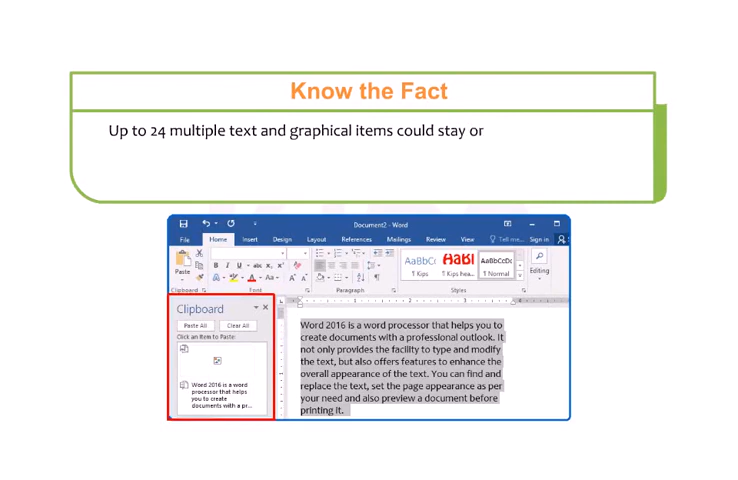 Know the Fact
Up to 24 multiple text and graphical items could stay or
Document2 - Word
File Home Insert Design Layout References Mailings Review View Tell me... Sign in
Paste
B I U abc X₂ X²
AaBbCc HaBl AaBbCcDc
¶ Kips ¶ Kips hea... ¶ Normal
Editing
Clipboard Font Paragraph Styles
Clipboard
Paste All Clear All
Click an Item to Paste:
Word 2016 is a word
processor that helps
you to create
documents with a pr...
Word 2016 is a word processor that helps you to
create documents with a professional outlook. It
not only provides the facility to type and modify
the text, but also offers features to enhance the
overall appearance of the text. You can find and
replace the text, set the page appearance as per
your need and also preview a document before
printing it.